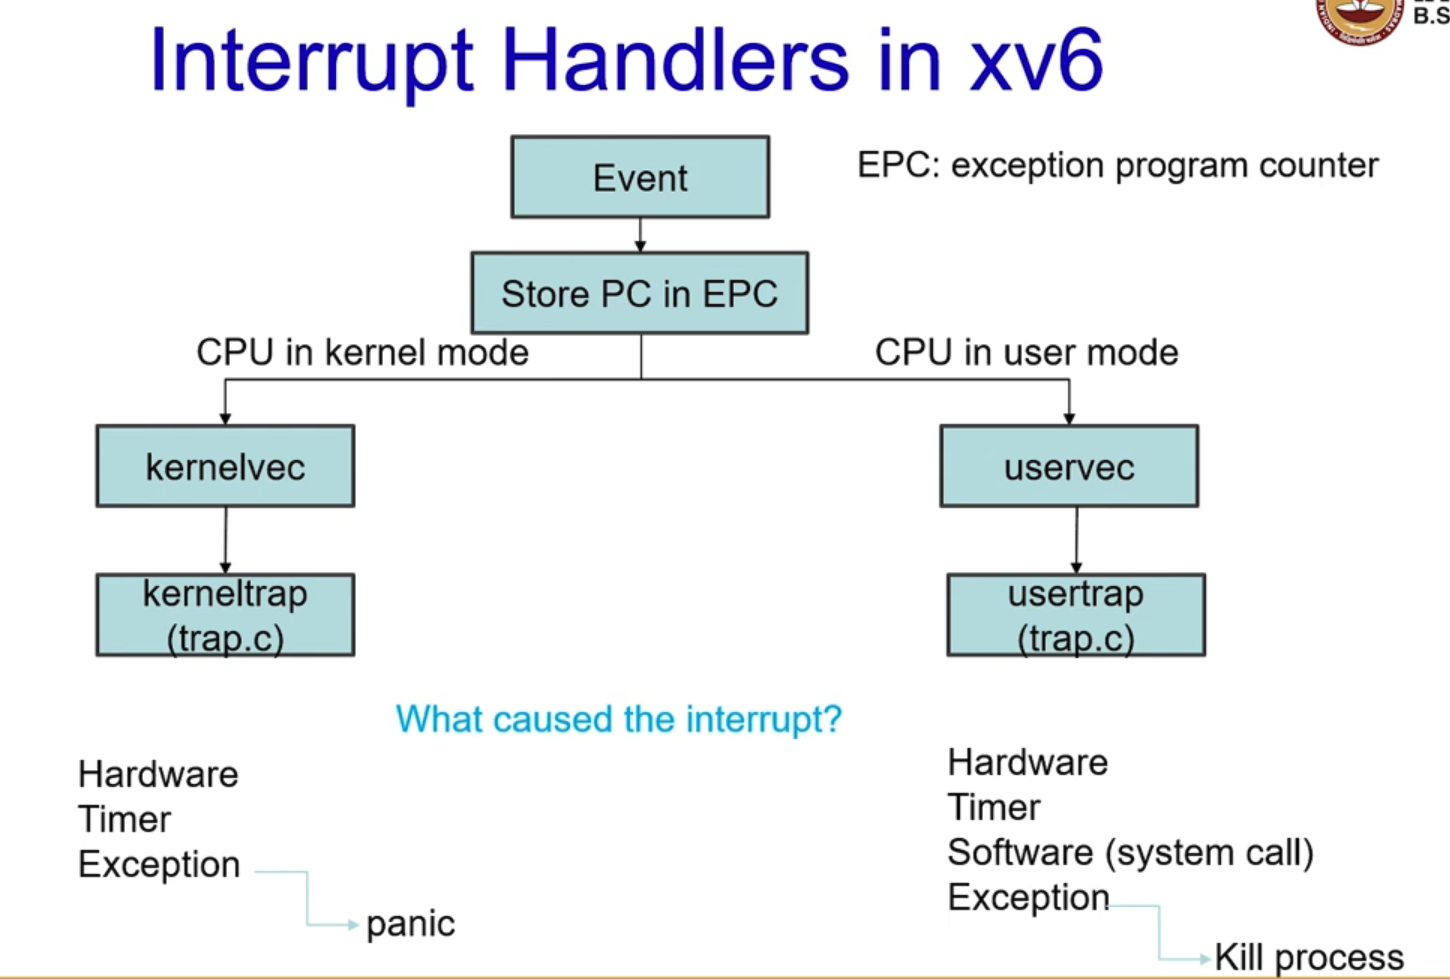 B.S
Interrupt Handlers in xv6
Event
EPC: exception program counter
Store PC in EPC
CPU in kernel mode
CPU in user mode
kernelvec
uservec
kerneltrap
(trap.c)
usertrap
(trap.c)
What caused the interrupt?
Hardware
Timer
Exception
panic
Hardware
Timer
Software (system call)
Exception
Kill process